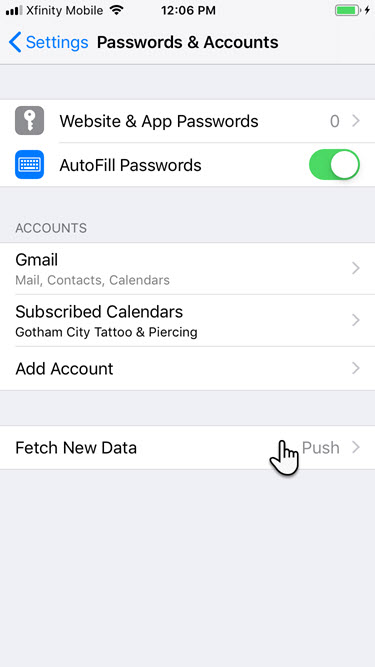 Xfinity Mobile 12:06 PM
Settings Passwords & Accounts
Website & App Passwords 0
AutoFill Passwords
ACCOUNTS
Gmail
Mail, Contacts, Calendars
Subscribed Calendars
Gotham City Tattoo & Piercing
Add Account
Fetch New Data Push